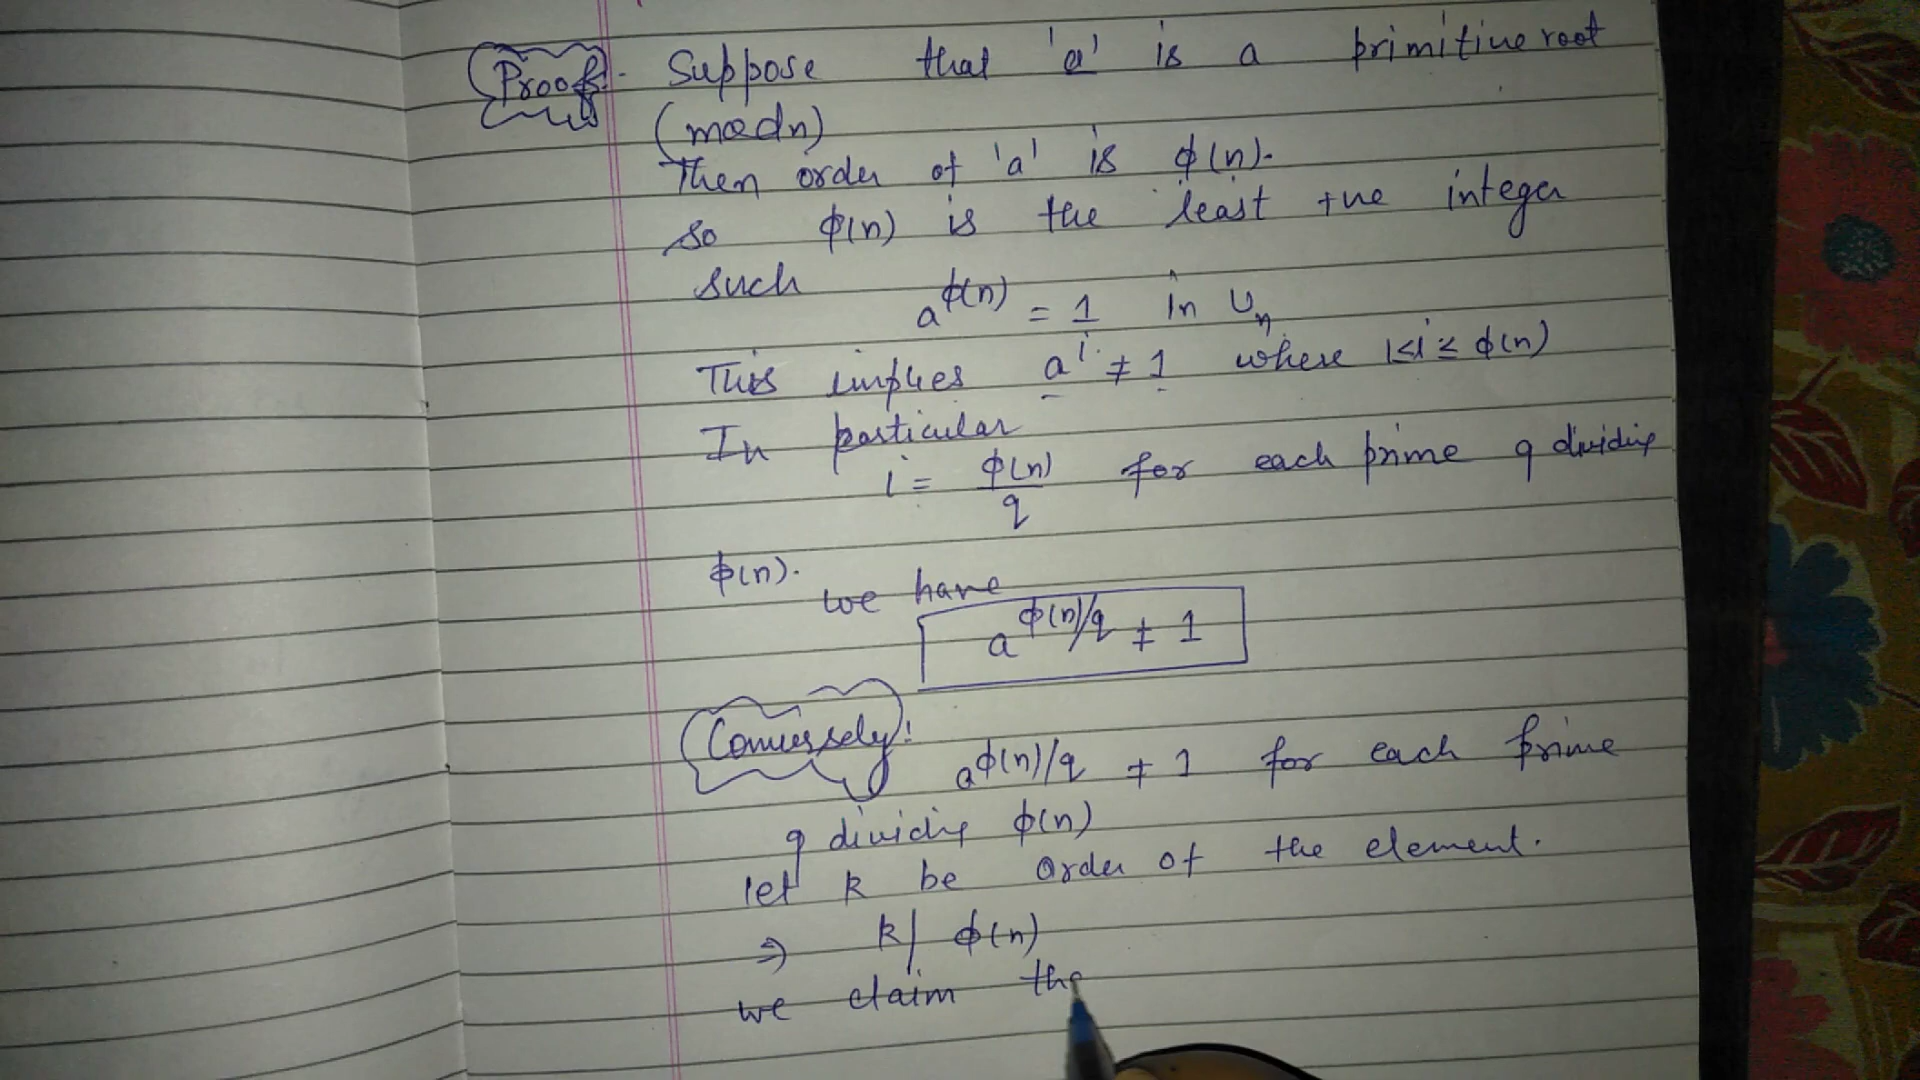 Proof:- Suppose that 'a' is a primitive root
(mod n)
Then order of 'a' is ϕ(n).
so ϕ(n) is the least +ve integer
such
a^ϕ(n) = 1 in U_n
This implies a^i ≠ 1 where 1<i≤ ϕ(n)
In particular
i = ϕ(n)/q for each prime q dividing
ϕ(n).
we have
a^ϕ(n)/q ≠ 1
Conversely:
a^ϕ(n)/q ≠ 1 for each prime
q dividing ϕ(n)
let k be order of the element.
⇒ k| ϕ(n)
we claim tha